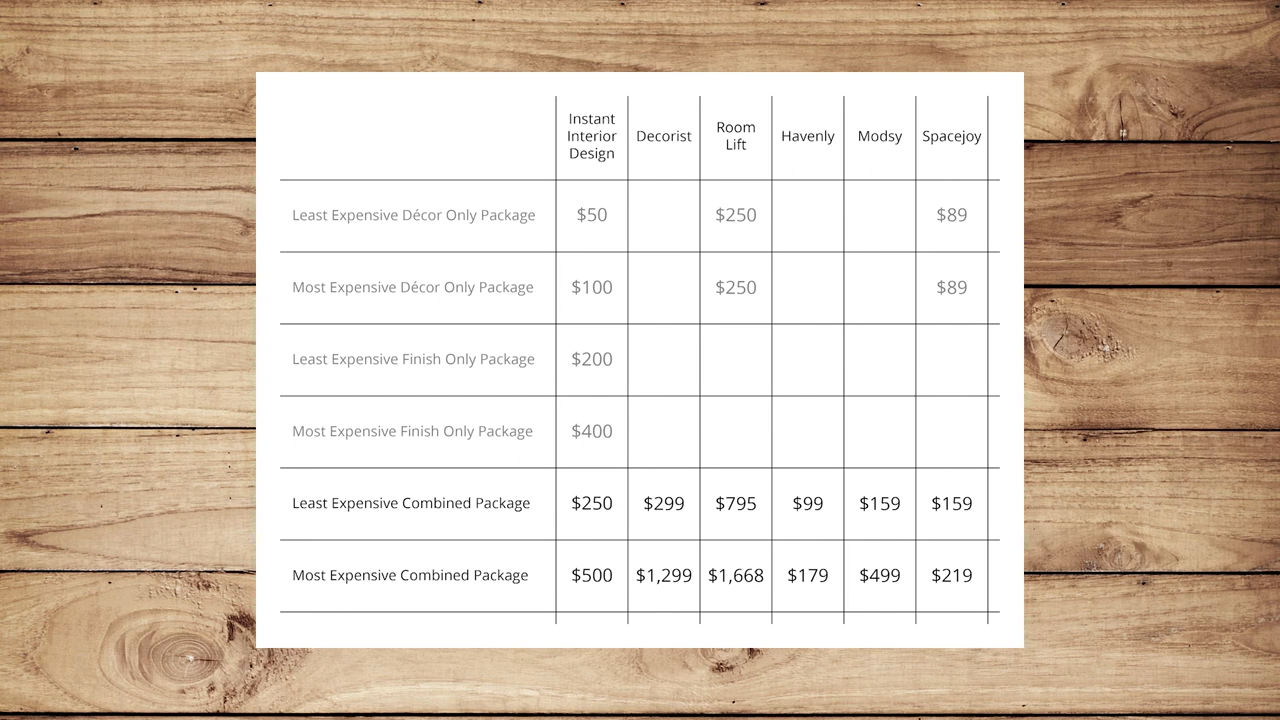 Instant Interior Design Decorist Room Lift Havenly Modsy Spacejoy
Least Expensive Décor Only Package $50 $250 $89
Most Expensive Décor Only Package $100 $250 $89
Least Expensive Finish Only Package $200
Most Expensive Finish Only Package $400
Least Expensive Combined Package $250 $299 $795 $99 $159 $159
Most Expensive Combined Package $500 $1,299 $1,668 $179 $499 $219